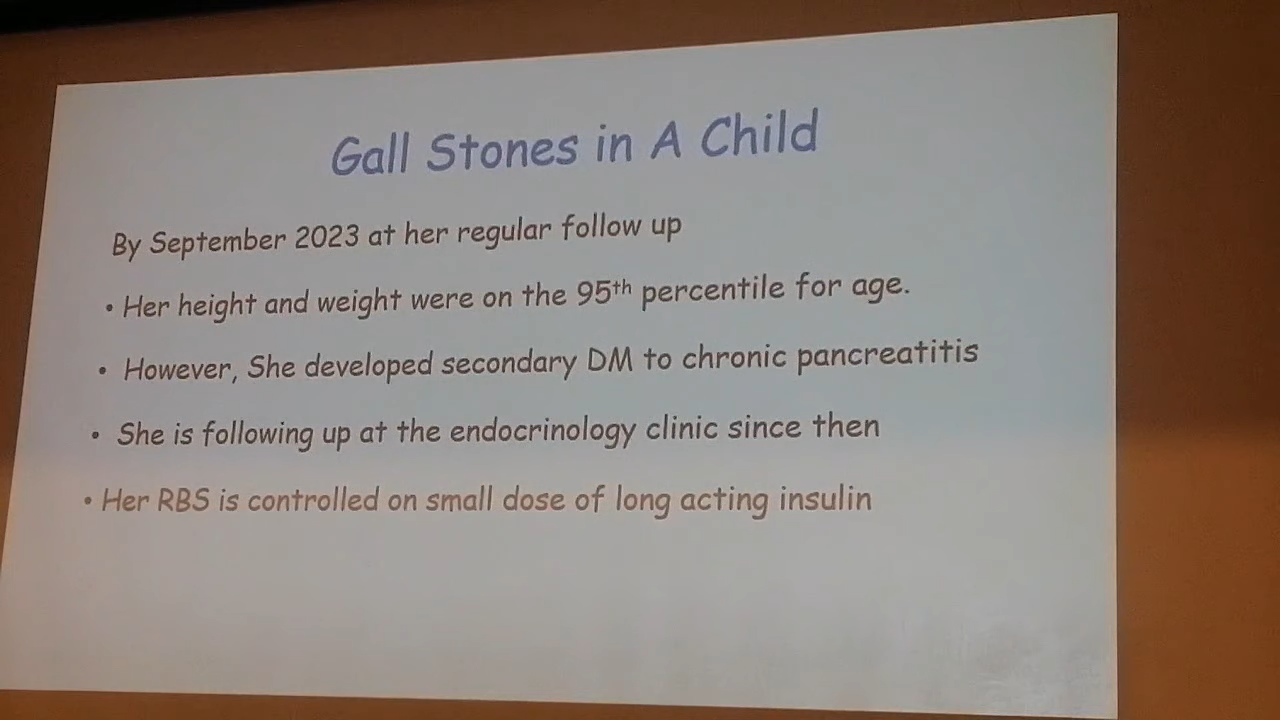 Gall Stones in A Child
By September 2023 at her regular follow up
• Her height and weight were on the 95th percentile for age.
• However, She developed secondary DM to chronic pancreatitis
• She is following up at the endocrinology clinic since then
• Her RBS is controlled on small dose of long acting insulin